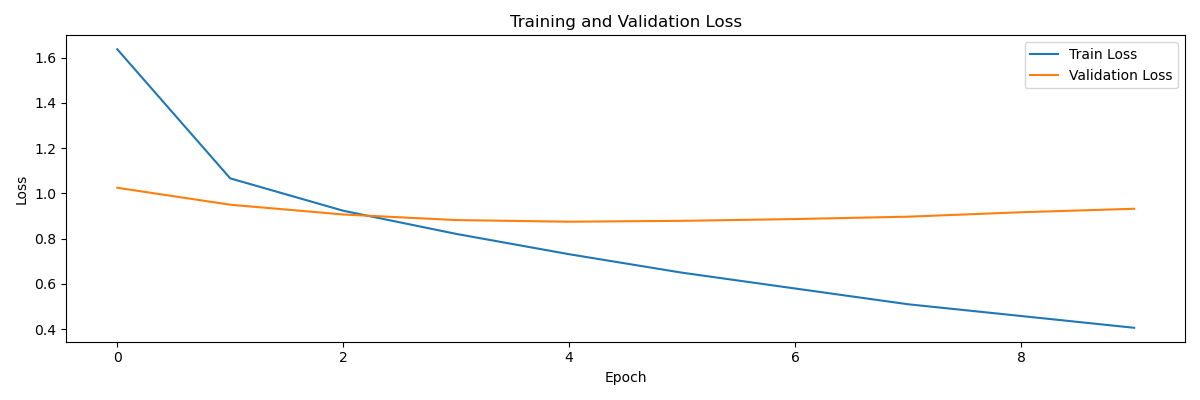 Training and Validation Loss
Train Loss
Validation Loss
1.6
1.4
1.2
1.0
0.8
0.6
0.4
Loss
0 2 4 6 8
Epoch